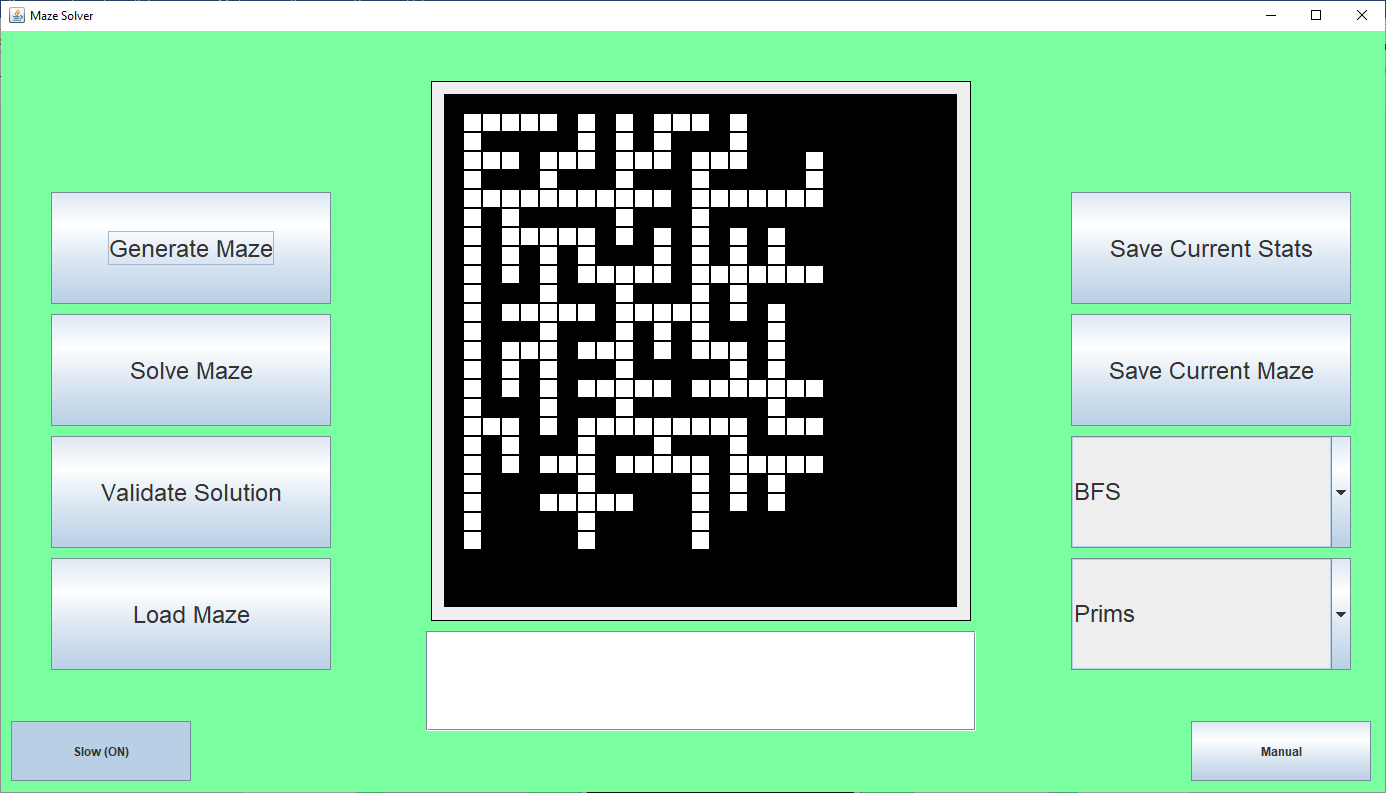 Maze Solver
Generate Maze
Solve Maze
Validate Solution
Load Maze
Slow (ON)
Save Current Stats
Save Current Maze
BFS
Prims
Manual